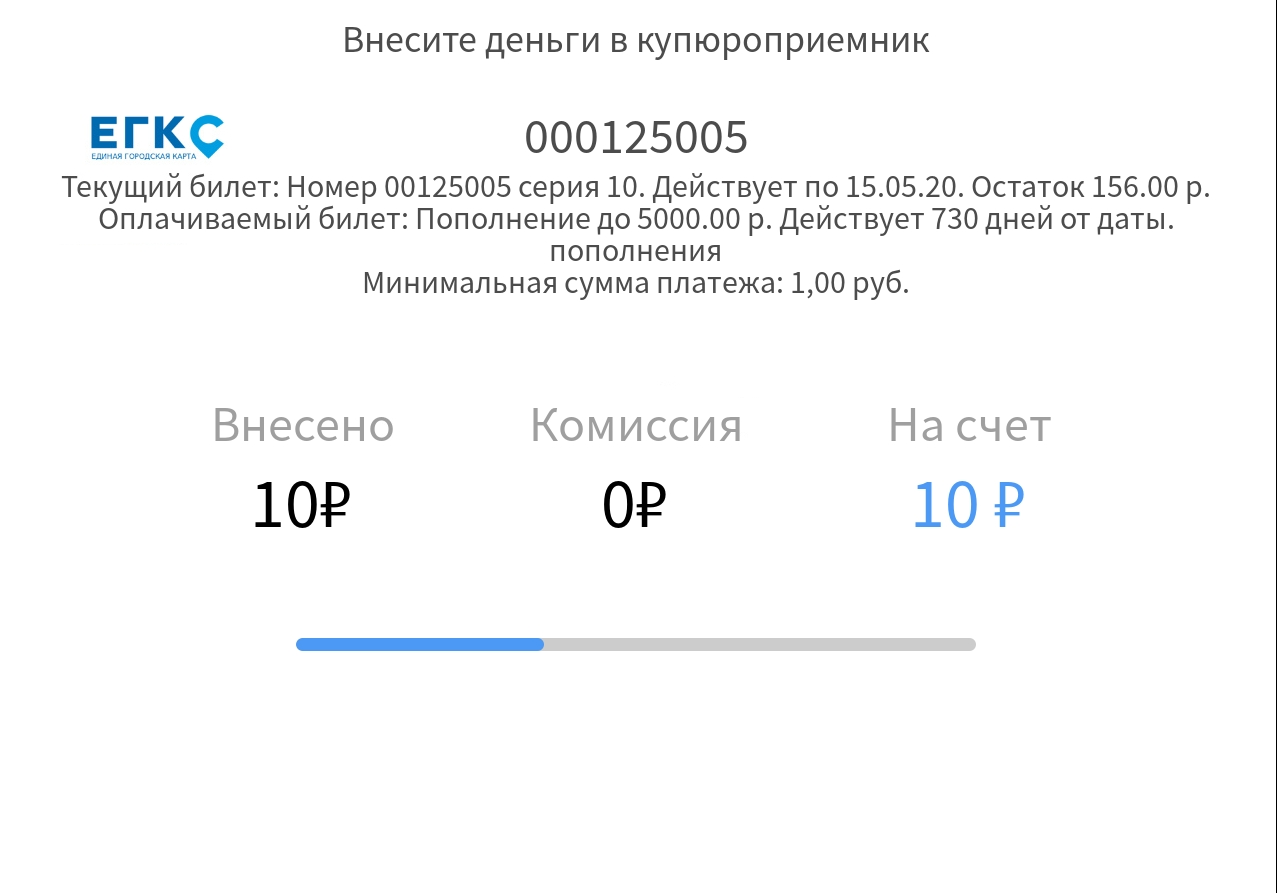 Внесите деньги в купюроприемник
ЕГКС
ЕДИНАЯ ГОРОДСКАЯ КАРТА
000125005
Текущий билет: Номер 00125005 серия 10. Действует по 15.05.20. Остаток 156.00 р.
Оплачиваемый билет: Пополнение до 5000.00 р. Действует 730 дней от даты.
пополнения
Минимальная сумма платежа: 1,00 руб.
Внесено Комиссия На счет
10₽ 0₽ 10 ₽